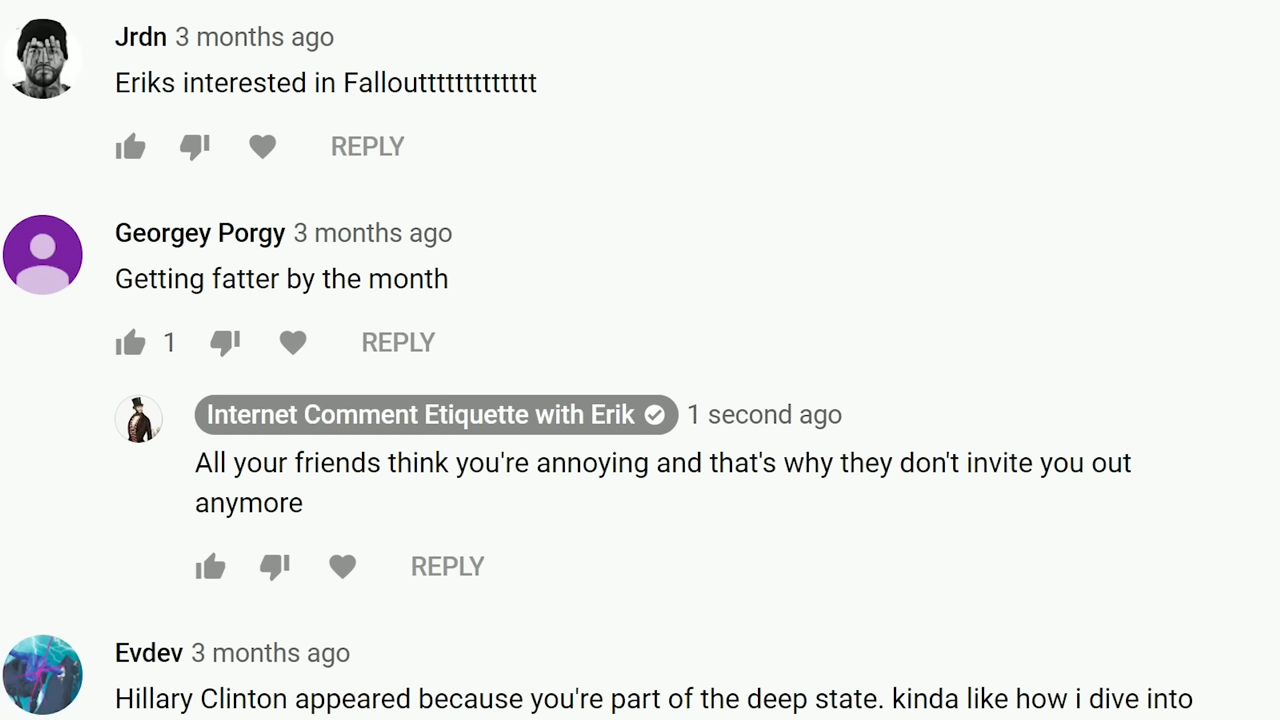 Jrdn 3 months ago
Eriks interested in Fallouttttttttttttt
REPLY
Georgey Porgy 3 months ago
Getting fatter by the month
1 REPLY
Internet Comment Etiquette with Erik 1 second ago
All your friends think you're annoying and that's why they don't invite you out
anymore
REPLY
Evdev 3 months ago
Hillary Clinton appeared because you're part of the deep state. kinda like how i dive into